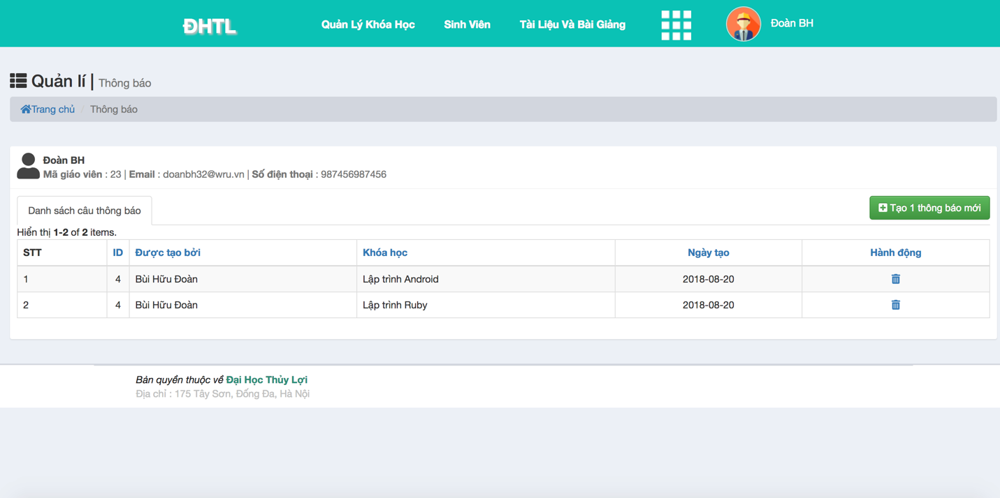 ĐHTL
Quản Lý Khóa Học Sinh Viên Tài Liệu Và Bài Giảng Đoàn BH
Quản lí | Thông báo
Trang chủ / Thông báo
Đoàn BH
Mã giáo viên : 23 | Email : doanbh32@wru.vn | Số điện thoại : 987456987456
Danh sách câu thông báo
Tạo 1 thông báo mới
Hiển thị 1-2 of 2 items.
STT ID Được tạo bởi Khóa học Ngày tạo Hành động
1 4 Bùi Hữu Đoàn Lập trình Android 2018-08-20
2 4 Bùi Hữu Đoàn Lập trình Ruby 2018-08-20
Bản quyền thuộc về Đại Học Thủy Lợi
Địa chỉ : 175 Tây Sơn, Đống Đa, Hà Nội